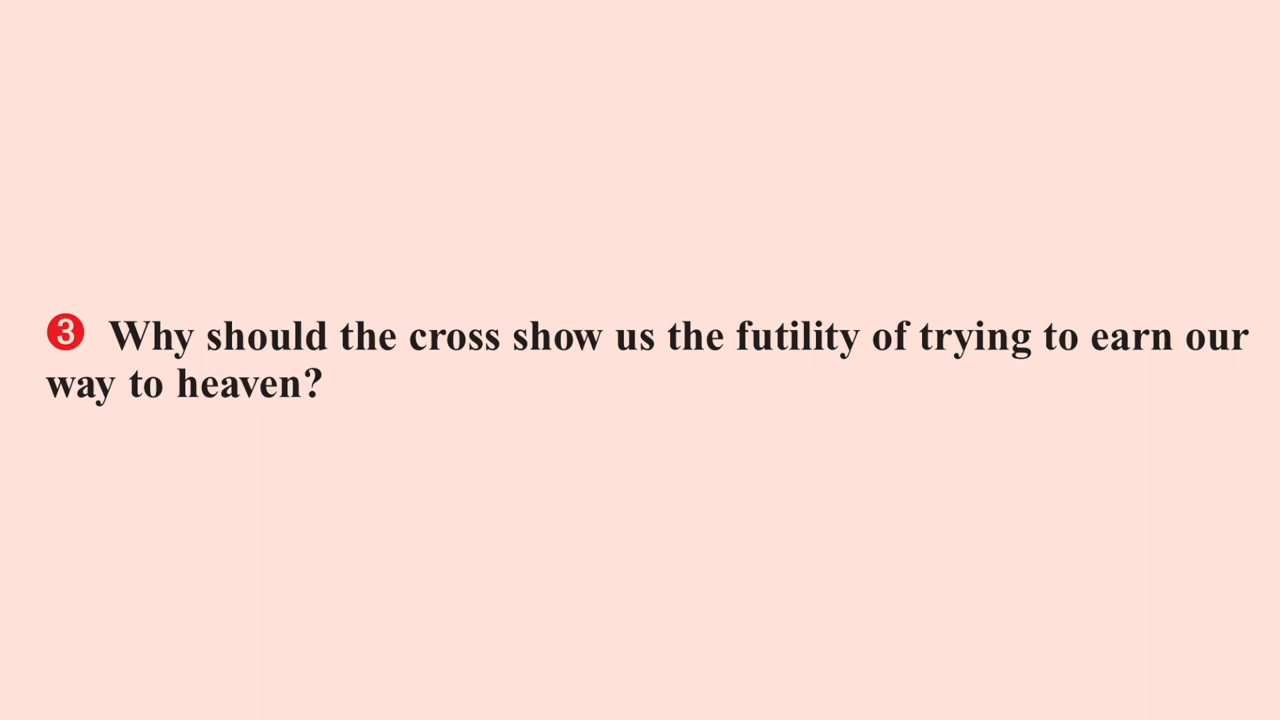 ❸ Why should the cross show us the futility of trying to earn our
way to heaven?